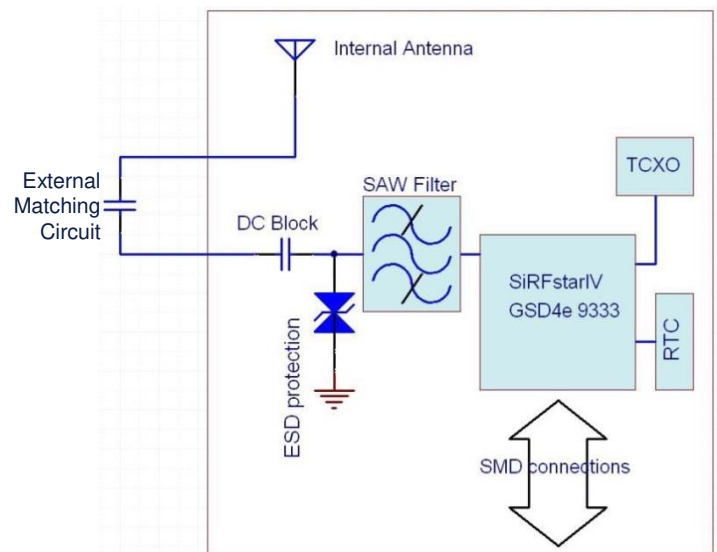 Internal Antenna
External
Matching
Circuit
DC Block
SAW Filter
TCXO
SiRFstarIV
GSD4e 9333
RTC
ESD protection
SMD connections